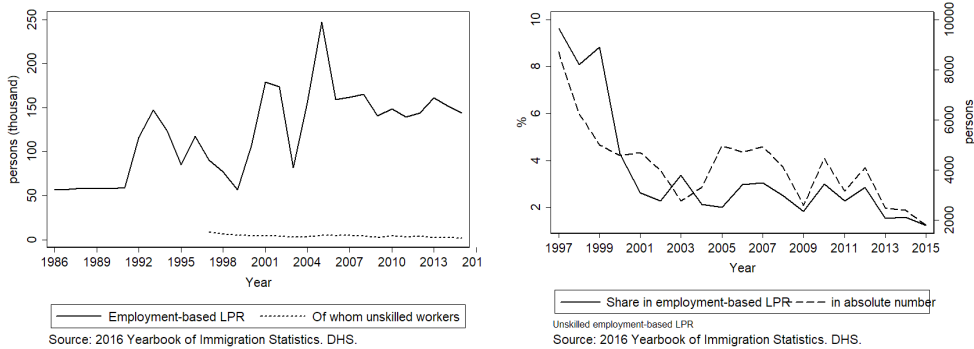 persons (thousand)
250
200
150
100
50
0
1986 1989 1992 1995 1998 2001 2004 2007 2010 2013 201
Year
Employment-based LPR Of whom unskilled workers
Source: 2016 Yearbook of Immigration Statistics. DHS.
%
10
8
6
4
2
10000
8000
6000
4000
2000
persons
1997 1999 2001 2003 2005 2007 2009 2011 2013 2015
Year
Share in employment-based LPR in absolute number
Unskilled employment-based LPR
Source: 2016 Yearbook of Immigration Statistics. DHS.